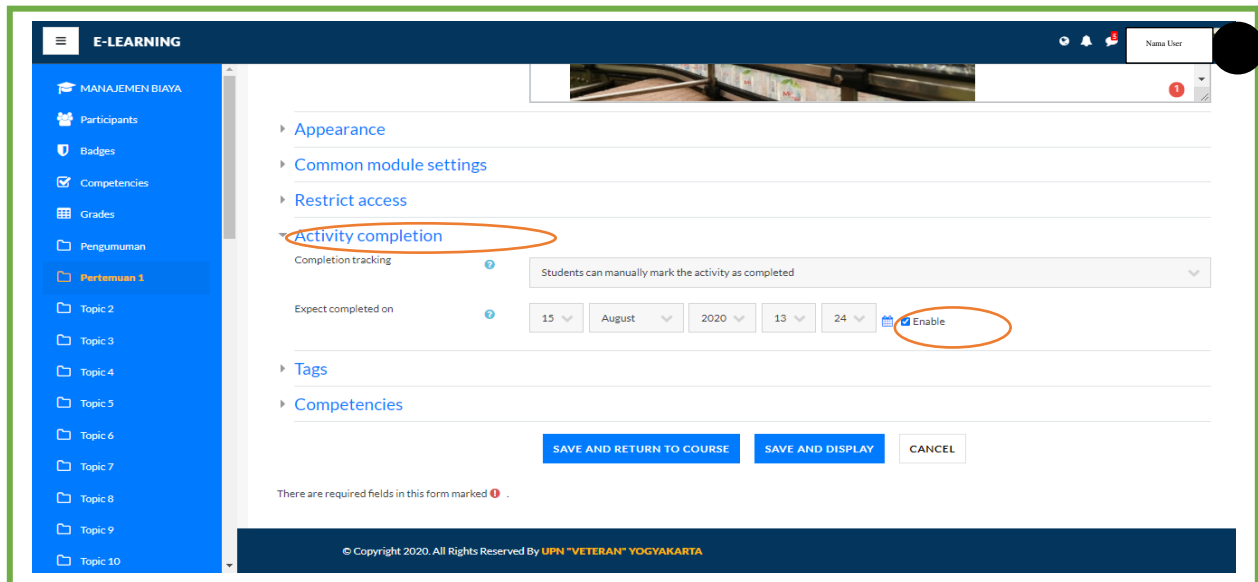 E-LEARNING
5
Nama User
MANAJEMEN BIAYA
Participants
Badges
Competencies
Grades
Pengumuman
Pertemuan 1
Topic 2
Topic 3
Topic 4
Topic 5
Topic 6
Topic 7
Topic 8
Topic 9
Topic 10
1
Appearance
Common module settings
Restrict access
Activity completion
Completion tracking
Students can manually mark the activity as completed
Expect completed on
15 August 2020 13 24 Enable
Tags
Competencies
SAVE AND RETURN TO COURSE SAVE AND DISPLAY CANCEL
There are required fields in this form marked .
© Copyright 2020. All Rights Reserved By UPN "VETERAN" YOGYAKARTA